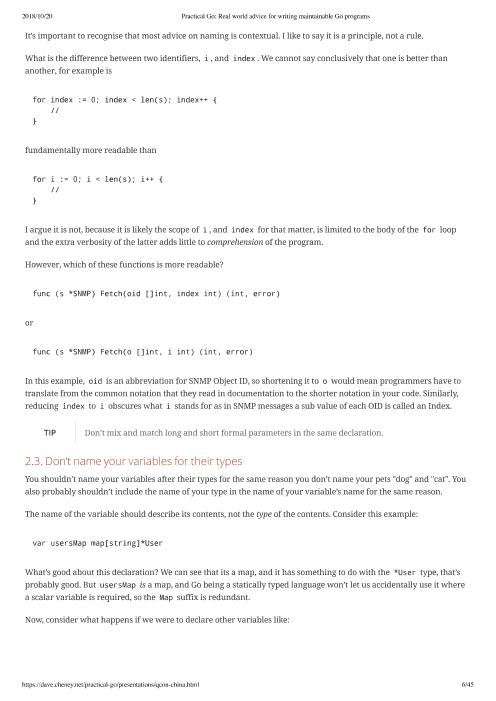 2018/10/20 Practical Go: Real world advice for writing maintainable Go programs
It's important to recognise that most advice on naming is contextual. I like to say it is a principle, not a rule.
What is the difference between two identifiers, i , and index . We cannot say conclusively that one is better than
another, for example is
for index := 0; index < len(s); index++ {
    //
}
fundamentally more readable than
for i := 0; i < len(s); i++ {
    //
}
I argue it is not, because it is likely the scope of i , and index for that matter, is limited to the body of the for loop
and the extra verbosity of the latter adds little to comprehension of the program.
However, which of these functions is more readable?
func (s *SNMP) Fetch(oid []int, index int) (int, error)
or
func (s *SNMP) Fetch(o []int, i int) (int, error)
In this example, oid is an abbreviation for SNMP Object ID, so shortening it to o would mean programmers have to
translate from the common notation that they read in documentation to the shorter notation in your code. Similarly,
reducing index to i obscures what i stands for as in SNMP messages a sub value of each OID is called an Index.
TIP Don't mix and match long and short formal parameters in the same declaration.
2.3. Don't name your variables for their types
You shouldn't name your variables after their types for the same reason you don't name your pets "dog" and "cat". You
also probably shouldn't include the name of your type in the name of your variable's name for the same reason.
The name of the variable should describe its contents, not the type of the contents. Consider this example:
var usersMap map[string]*User
What's good about this declaration? We can see that its a map, and it has something to do with the *User type, that's
probably good. But usersMap is a map, and Go being a statically typed language won't let us accidentally use it where
a scalar variable is required, so the Map suffix is redundant.
Now, consider what happens if we were to declare other variables like:
https://dave.cheney.net/practical-go/presentations/qcon-china.html 6/45